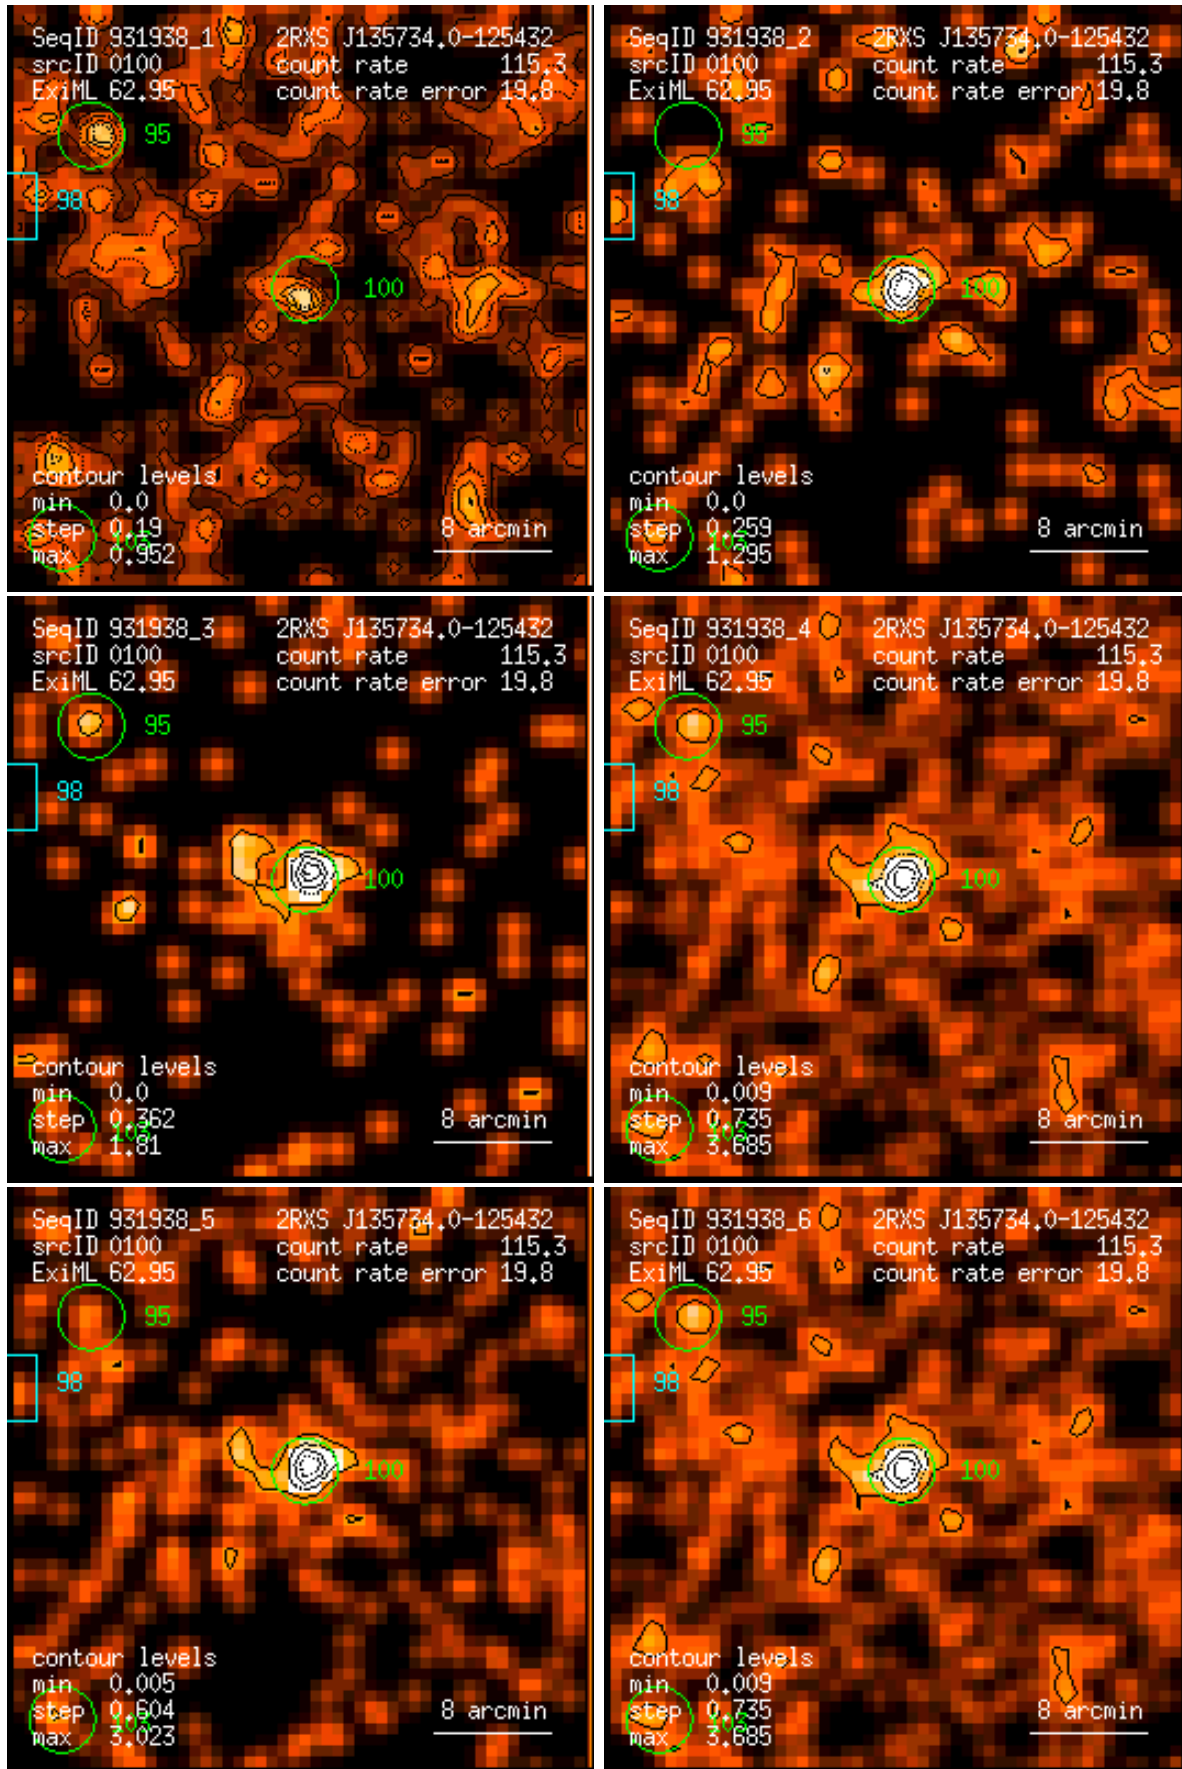 SeqID 931938_1 2RXS J135734.0-125432
srcID 0100 count rate 115.3
ExiML 62.95 count rate error 19.8
95
98
100
contour levels
min 0.0
step 0.19 8 arcmin
103
max 0.952
SeqID 931938_2 2RXS J135734.0-125432
srcID 0100 count rate 115.3
ExiML 62.95 count rate error 19.8
95
98
100
contour levels
min 0.0
step 0.259 8 arcmin
103
max 1.295
SeqID 931938_3 2RXS J135734.0-125432
srcID 0100 count rate 115.3
ExiML 62.95 count rate error 19.8
95
98
100
contour levels
min 0.0
step 0.362 8 arcmin
103
max 1.81
SeqID 931938_4 2RXS J135734.0-125432
srcID 0100 count rate 115.3
ExiML 62.95 count rate error 19.8
95
98
100
contour levels
min 0.009
step 0.735 8 arcmin
103
max 3.685
SeqID 931938_5 2RXS J135734.0-125432
srcID 0100 count rate 115.3
ExiML 62.95 count rate error 19.8
95
98
100
contour levels
min 0.005
step 0.604 8 arcmin
103
max 3.023
SeqID 931938_6 2RXS J135734.0-125432
srcID 0100 count rate 115.3
ExiML 62.95 count rate error 19.8
95
98
100
contour levels
min 0.009
step 0.735 8 arcmin
103
max 3.685